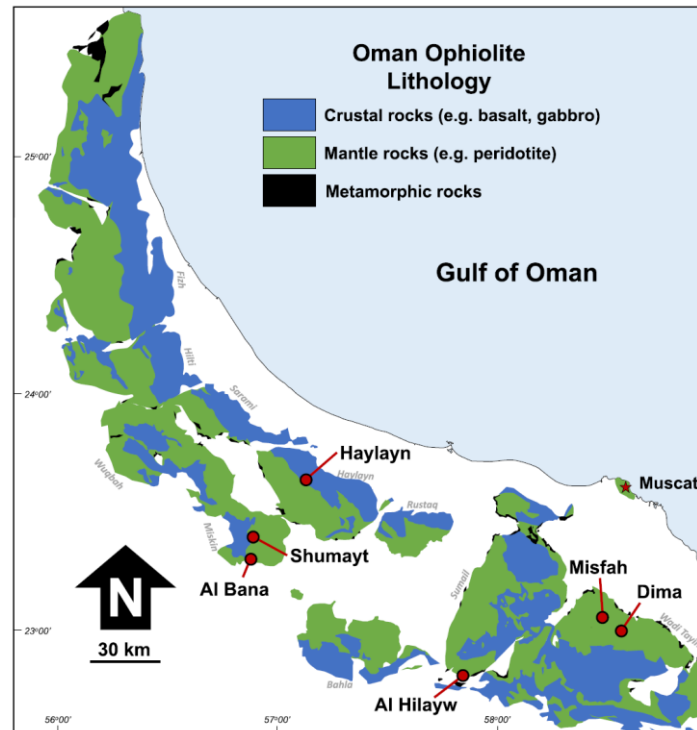 Oman Ophiolite
Lithology
Crustal rocks (e.g. basalt, gabbro)
Mantle rocks (e.g. peridotite)
Metamorphic rocks
25°00'
Gulf of Oman
Fizh
Hilti
24°00'
Sarami
Haylayn
Haylayn
Muscat
Wuqbah
Rustaq
Miskin
Shumayt
Al Bana
Sumail
Misfah
Dima
N
30 km
23°00'
Wadi Tayin
Bahla
Al Hilayw
56°00'
57°00'
58°00'